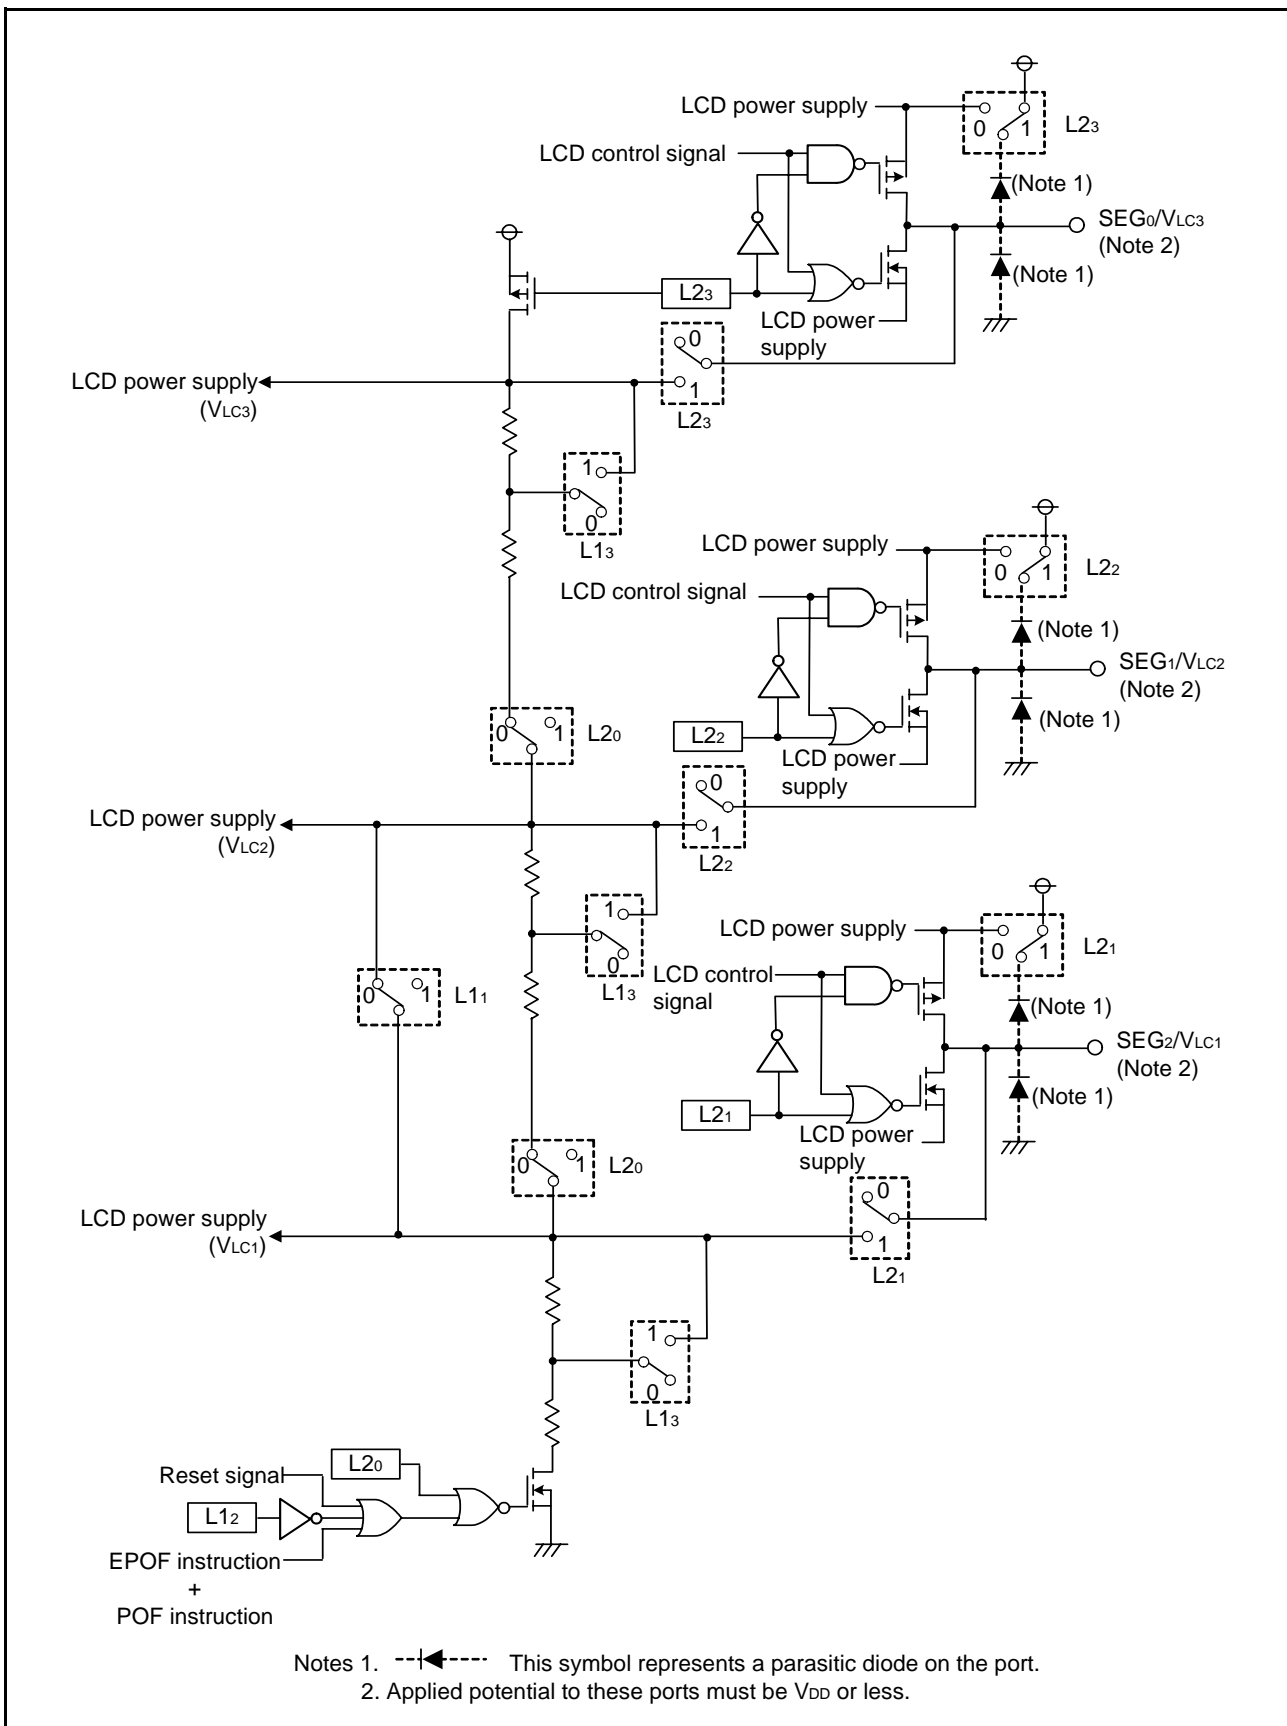 LCD power supply
0 1 L2₃
LCD control signal
(Note 1)
SEG₀/VLC3
(Note 2)
(Note 1)
L2₃
LCD power
supply
0
1
L2₃
LCD power supply
(VLC3)
1
0
L1₃
LCD power supply
0 1 L2₂
LCD control signal
(Note 1)
SEG₁/VLC2
(Note 2)
(Note 1)
L2₂
LCD power
supply
0 1 L2₀
0
1
L2₂
LCD power supply
(VLC2)
1
0
L1₃
LCD power supply
0 1 L2₁
LCD control
signal
0 1 L1₁
(Note 1)
SEG₂/VLC1
(Note 2)
(Note 1)
L2₁
LCD power
supply
0 1 L2₀
0
1
L2₁
LCD power supply
(VLC1)
1
0
L1₃
L2₀
Reset signal
L1₂
EPOF instruction
+
POF instruction
Notes 1. This symbol represents a parasitic diode on the port.
2. Applied potential to these ports must be VDD or less.